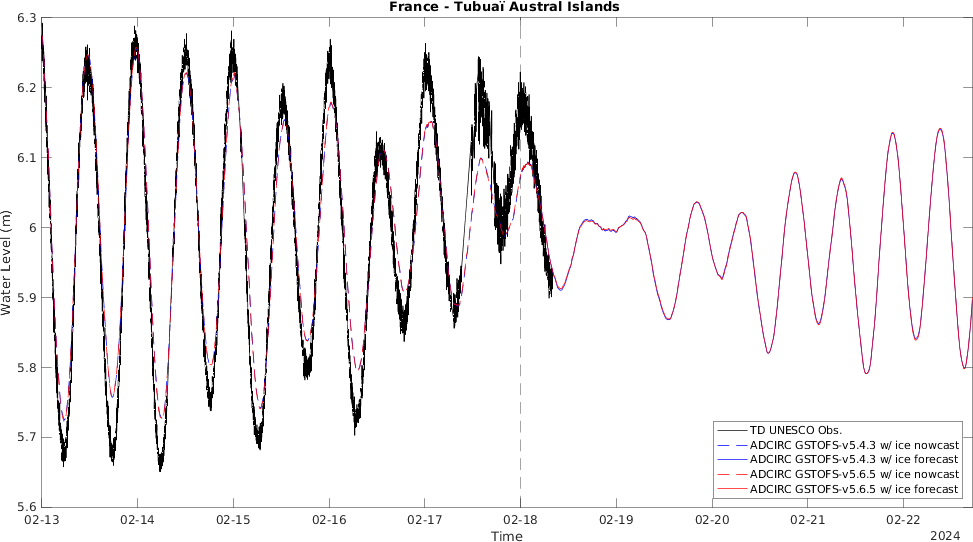 France - Tubuaï Austral Islands
6.3
6.2
6.1
6
5.9
5.8
5.7
5.6
Water Level (m)
02-13 02-14 02-15 02-16 02-17 02-18 02-19 02-20 02-21 02-22
Time
2024
TD UNESCO Obs.
ADCIRC GSTOFS-v5.4.3 w/ ice nowcast
ADCIRC GSTOFS-v5.4.3 w/ ice forecast
ADCIRC GSTOFS-v5.6.5 w/ ice nowcast
ADCIRC GSTOFS-v5.6.5 w/ ice forecast